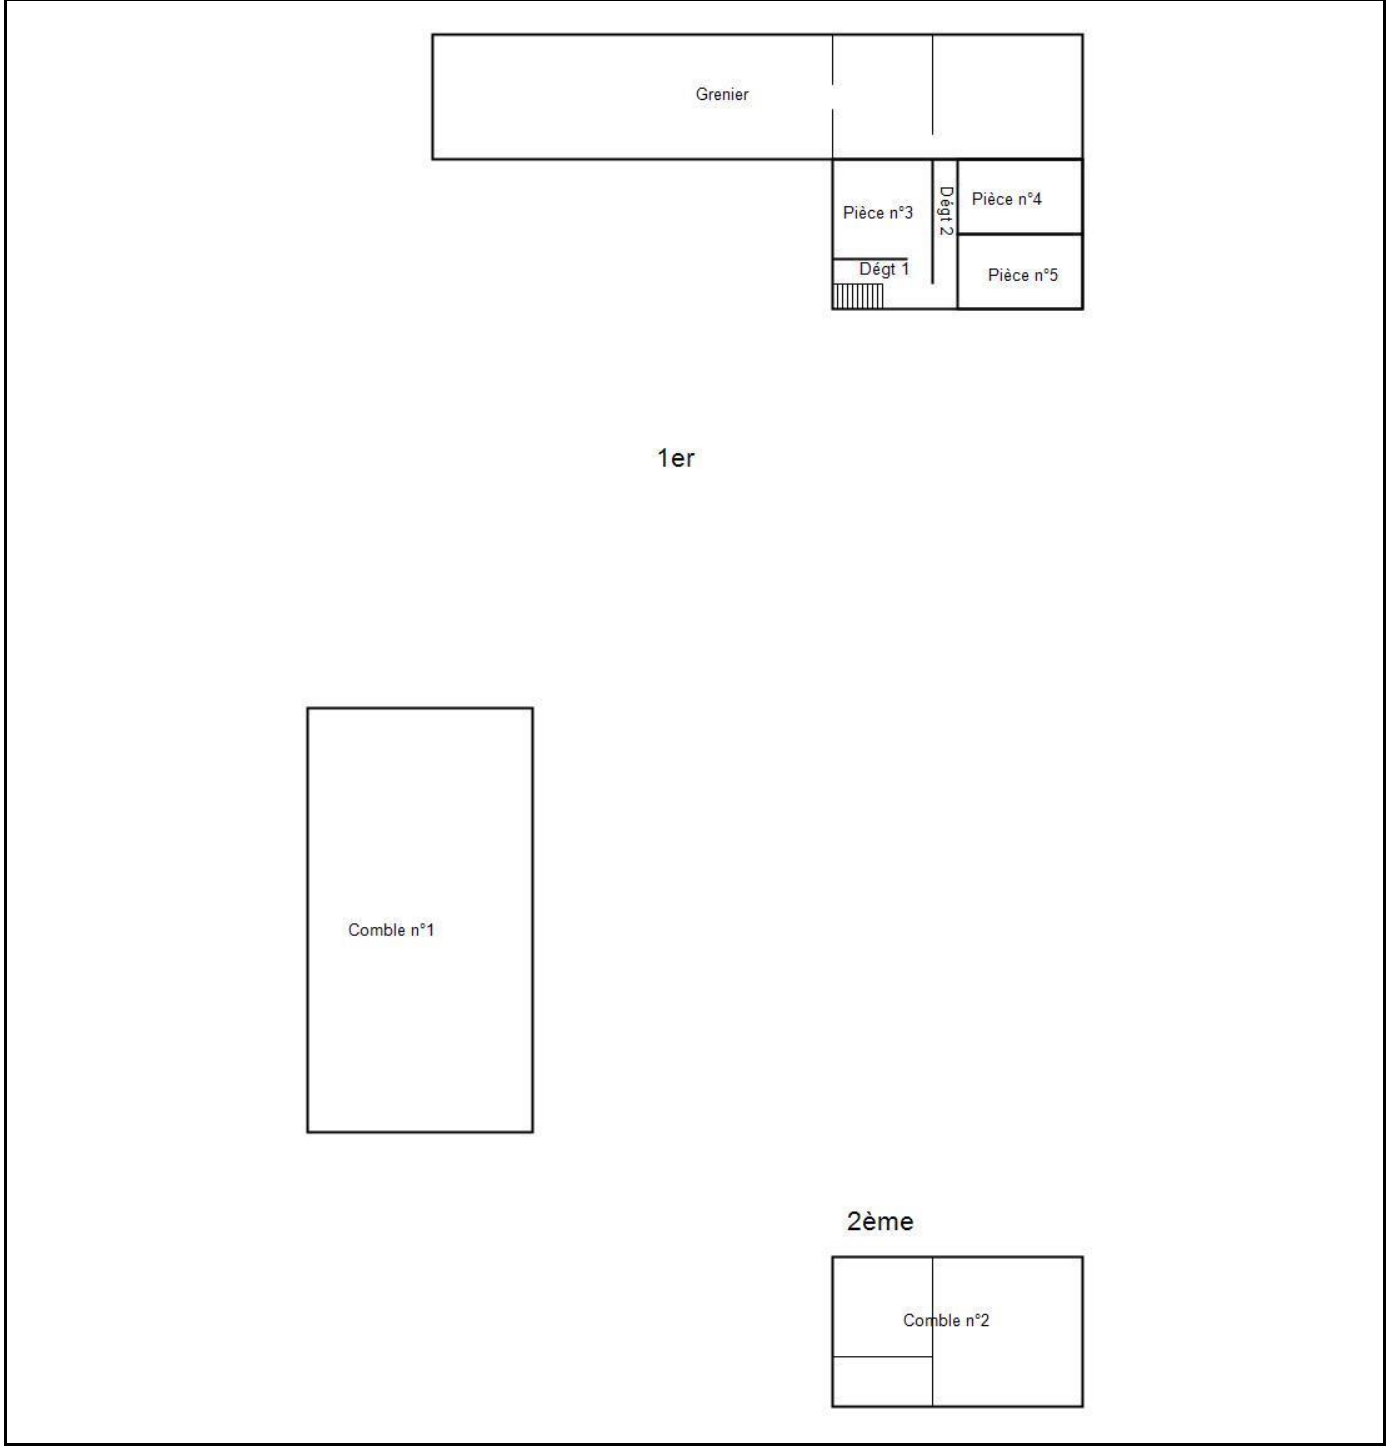 Grenier
Pièce n°3
Dégt 2
Pièce n°4
Dégt 1
Pièce n°5
1er
Comble n°1
2ème
Comble n°2